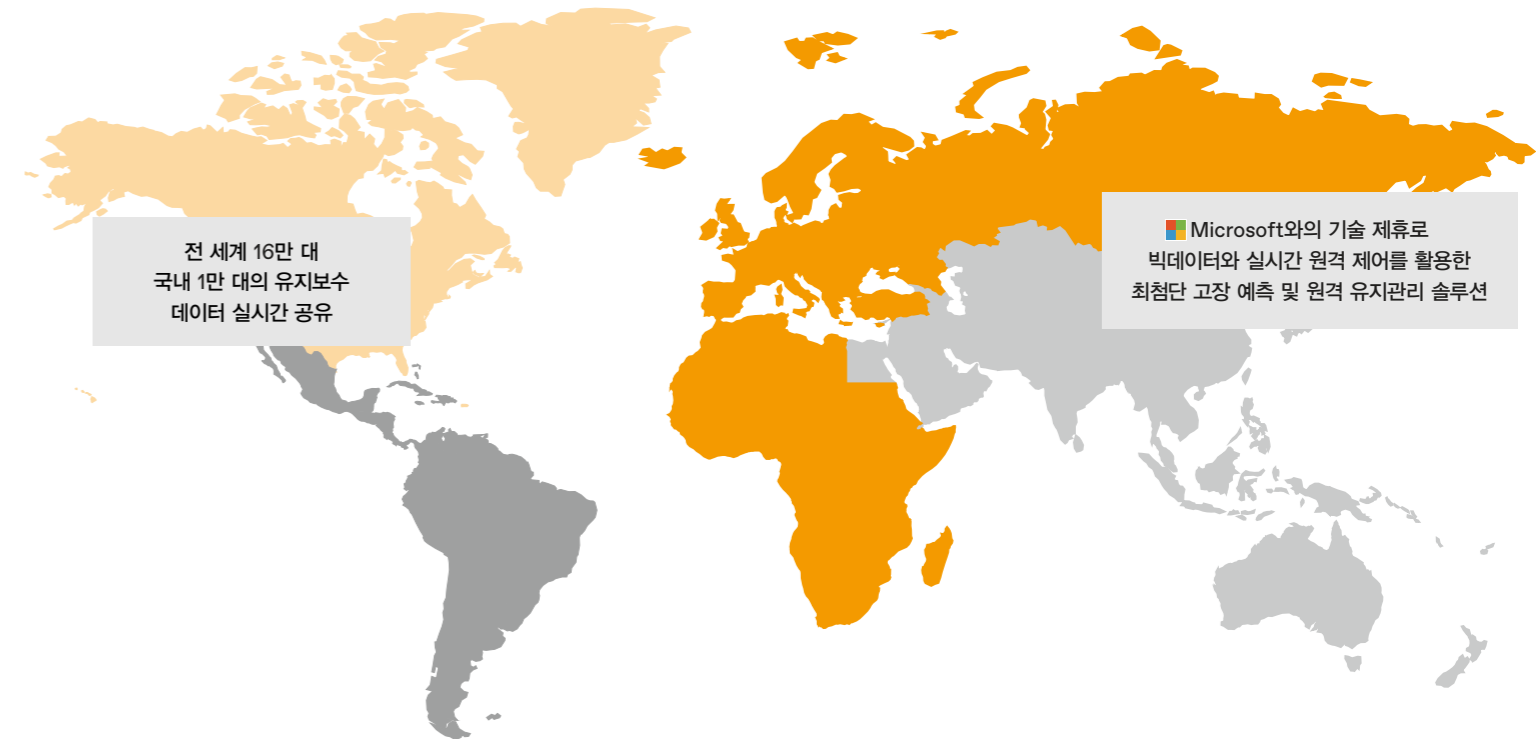 전 세계 16만 대
국내 1만 대의 유지보수
데이터 실시간 공유
Microsoft와의 기술 제휴로
빅데이터와 실시간 원격 제어를 활용한
최첨단 고장 예측 및 원격 유지관리 솔루션